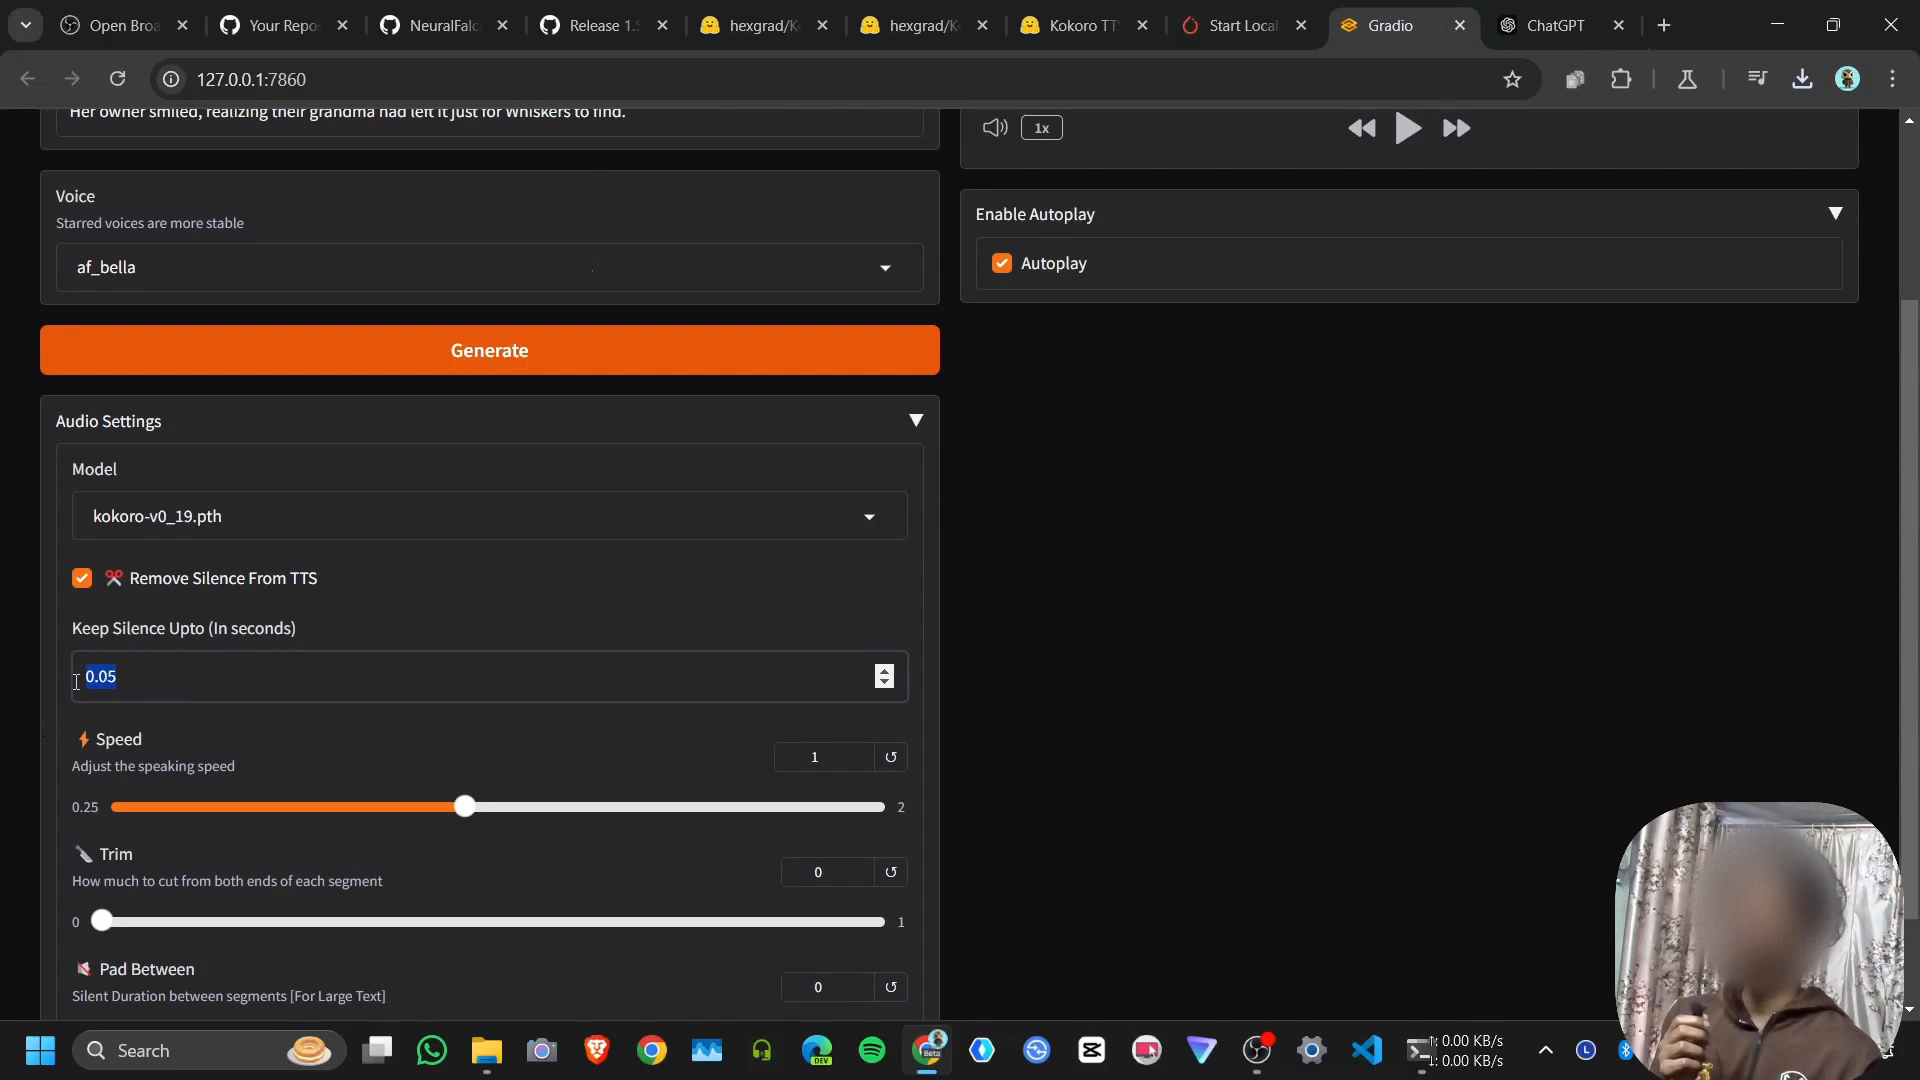 Open Broa
Your Repos
NeuralFalc
Release 1.
hexgrad/K
hexgrad/K
Kokoro TT
Start Local
Gradio
ChatGPT
127.0.0.1:7860
Her owner smiled, realizing their grandma had left it just for Whiskers to find.
1x
Voice
Starred voices are more stable
af_bella
Enable Autoplay
Autoplay
Generate
Audio Settings
Model
kokoro-v0_19.pth
Remove Silence From TTS
Keep Silence Upto (In seconds)
0.05
Speed
1
Adjust the speaking speed
0.25
2
Trim
0
How much to cut from both ends of each segment
0
1
Pad Between
0
Silent Duration between segments [For Large Text]
Search
Beta
DEV
L
0.00 KB/s
0.00 KB/s